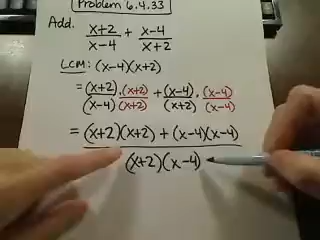 Problem 6.4.33
Add.
x+2/x-4 + x-4/x+2
LCM: (x-4)(x+2)
= (x+2)/(x-4) · (x+2)/(x+2) + (x-4)/(x+2) · (x-4)/(x-4)
= (x+2)(x+2) + (x-4)(x-4)
(x+2)(x-4)